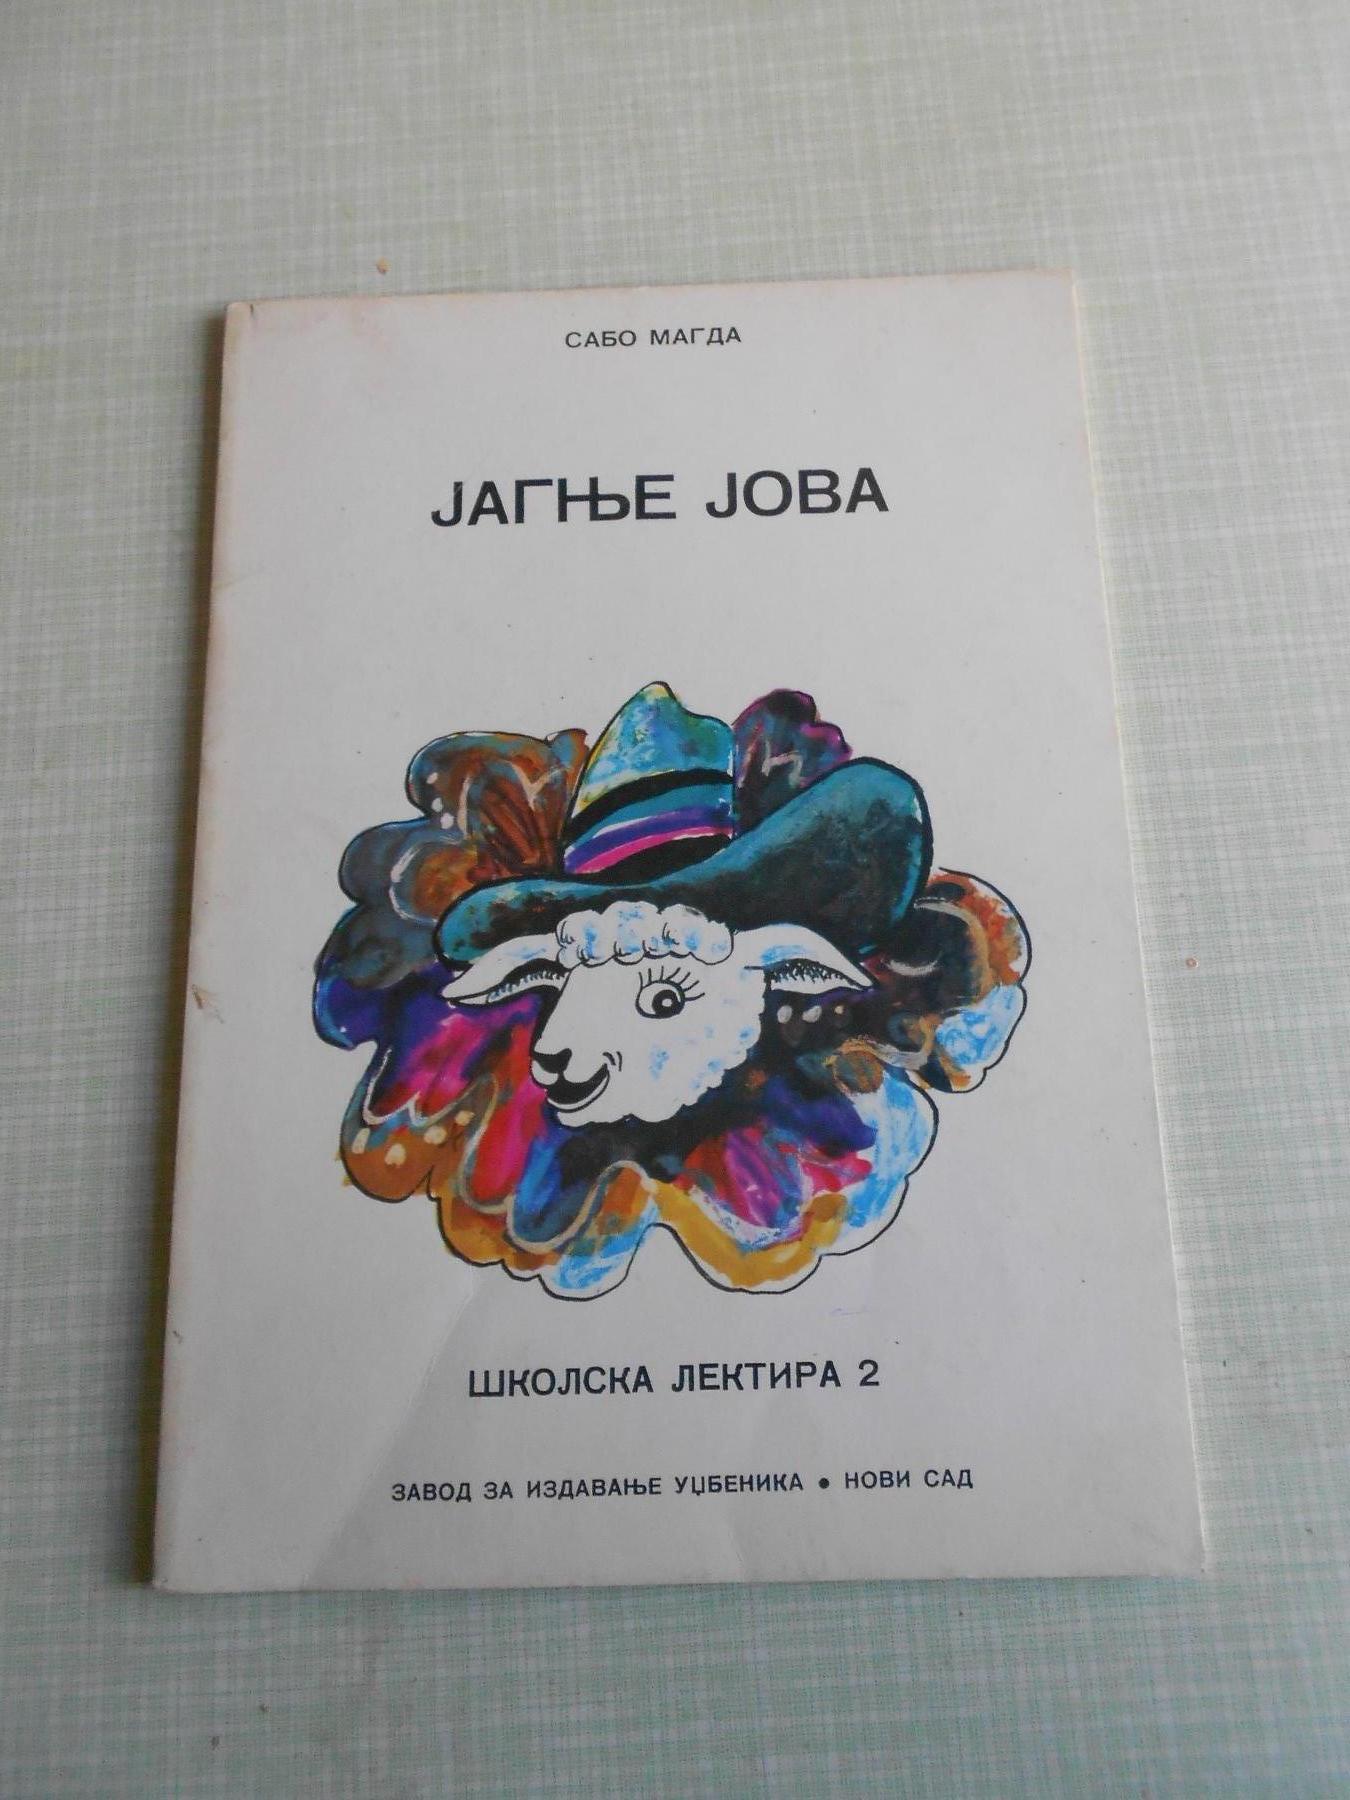 САБО МАГДА
ЈАГЊЕ ЈОВА
ШКОЛСКА ЛЕКТИРА 2
ЗАВОД ЗА ИЗДАВАЊЕ УЏБЕНИКА • НОВИ САД